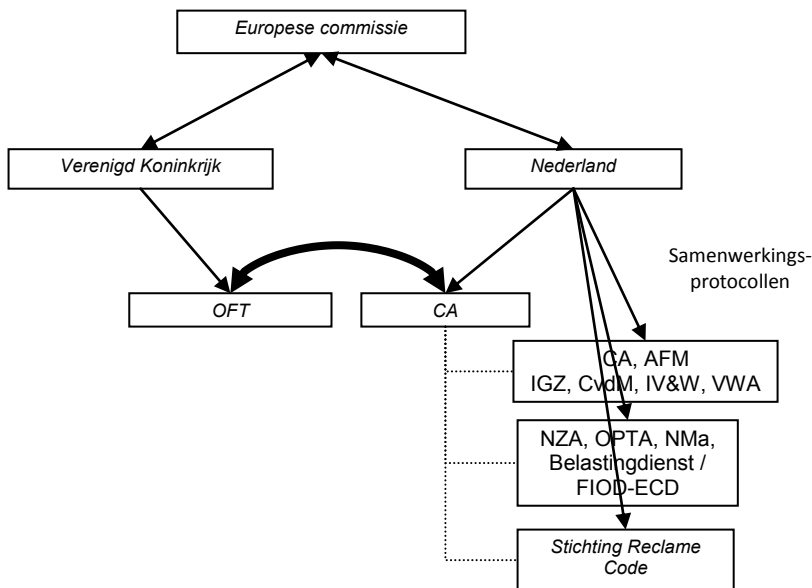 Europese commissie
Verenigd Koninkrijk
Nederland
Samenwerkings-
protocollen
OFT
CA
CA, AFM
IGZ, CvdM, IV&W, VWA
NZA, OPTA, NMa,
Belastingdienst /
FIOD-ECD
Stichting Reclame
Code